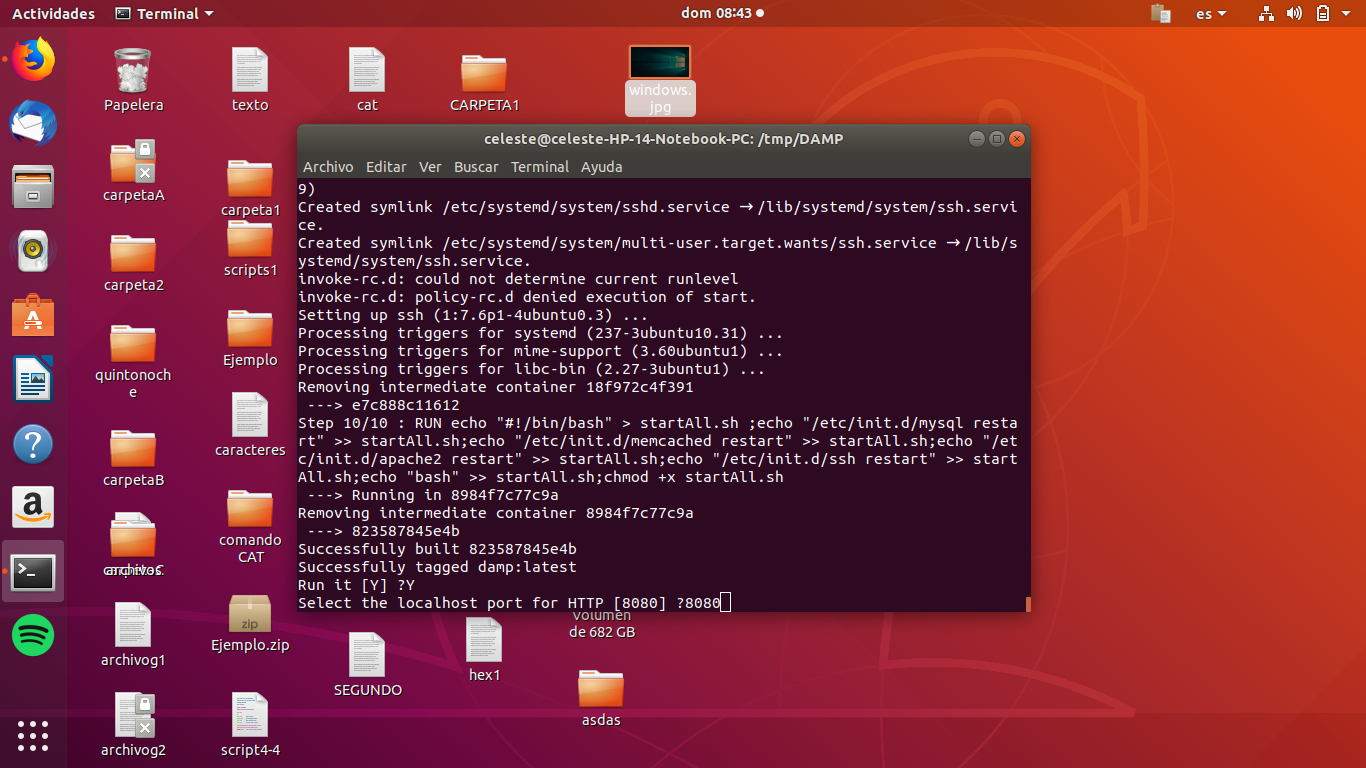 Actividades
Terminal
dom 08:43
es
Papelera
texto
cat
CARPETA1
windows.
jpg
carpetaA
carpeta1
carpeta2
scripts1
quintonoch
e
Ejemplo
carpetaB
caracteres
comando
CAT
archivog1
Ejemplo.zip
zip
SEGUNDO
hex1
volumen
de 682 GB
asdas
archivog2
script4-4
celeste@celeste-HP-14-Notebook-PC: /tmp/DAMP
Archivo Editar Ver Buscar Terminal Ayuda
9)
Created symlink /etc/systemd/system/sshd.service → /lib/systemd/system/ssh.servi
ce.
Created symlink /etc/systemd/system/multi-user.target.wants/ssh.service → /lib/s
ystemd/system/ssh.service.
invoke-rc.d: could not determine current runlevel
invoke-rc.d: policy-rc.d denied execution of start.
Setting up ssh (1:7.6p1-4ubuntu0.3) ...
Processing triggers for systemd (237-3ubuntu10.31) ...
Processing triggers for mime-support (3.60ubuntu1) ...
Processing triggers for libc-bin (2.27-3ubuntu1) ...
Removing intermediate container 18f972c4f391
---> e7c888c11612
Step 10/10 : RUN echo "#!/bin/bash" > startAll.sh ;echo "/etc/init.d/mysql resta
rt" >> startAll.sh;echo "/etc/init.d/memcached restart" >> startAll.sh;echo "/et
c/init.d/apache2 restart" >> startAll.sh;echo "/etc/init.d/ssh restart" >> start
All.sh;echo "bash" >> startAll.sh;chmod +x startAll.sh
---> Running in 8984f7c77c9a
Removing intermediate container 8984f7c77c9a
---> 823587845e4b
Successfully built 823587845e4b
Successfully tagged damp:latest
Run it [Y] ?Y
Select the localhost port for HTTP [8080] ?8080